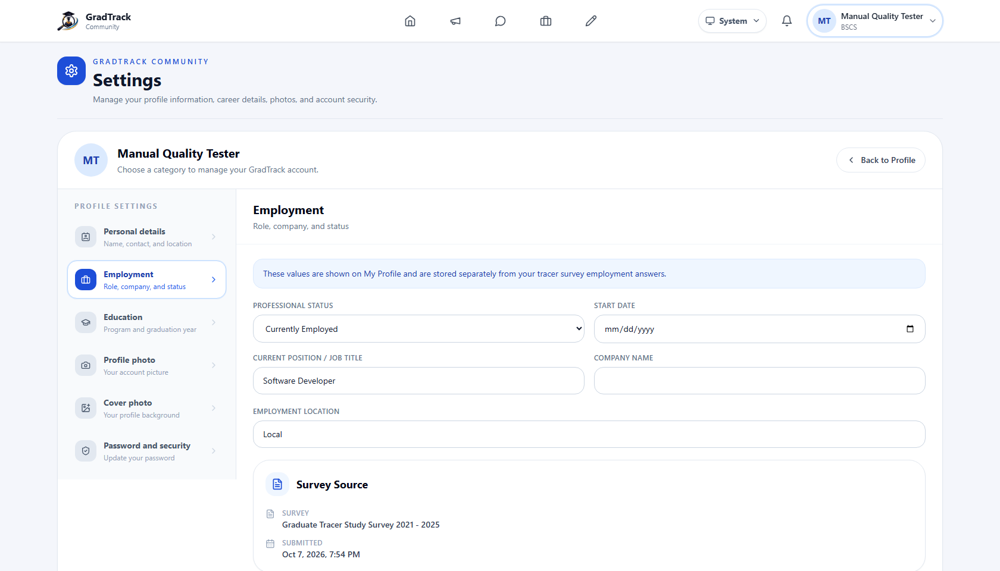 GradTrack
Community
System
MT
Manual Quality Tester
BSCS
GRADTRACK COMMUNITY
Settings
Manage your profile information, career details, photos, and account security.
MT
Manual Quality Tester
Choose a category to manage your GradTrack account.
Back to Profile
PROFILE SETTINGS
Personal details
Name, contact, and location
Employment
Role, company, and status
Education
Program and graduation year
Profile photo
Your account picture
Cover photo
Your profile background
Password and security
Update your password
Employment
Role, company, and status
These values are shown on My Profile and are stored separately from your tracer survey employment answers.
PROFESSIONAL STATUS
Currently Employed
START DATE
mm/dd/yyyy
CURRENT POSITION / JOB TITLE
Software Developer
COMPANY NAME
EMPLOYMENT LOCATION
Local
Survey Source
SURVEY
Graduate Tracer Study Survey 2021 - 2025
SUBMITTED
Oct 7, 2026, 7:54 PM